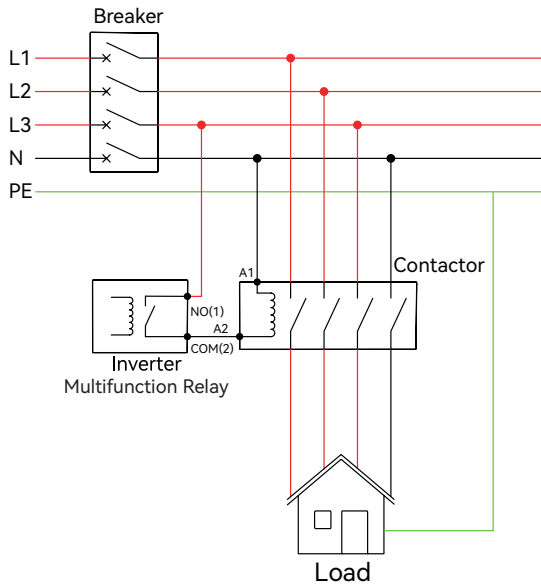 Breaker
L1
L2
L3
N
PE
A1
Contactor
NO(1)
A2
COM(2)
Inverter
Multifunction Relay
Load